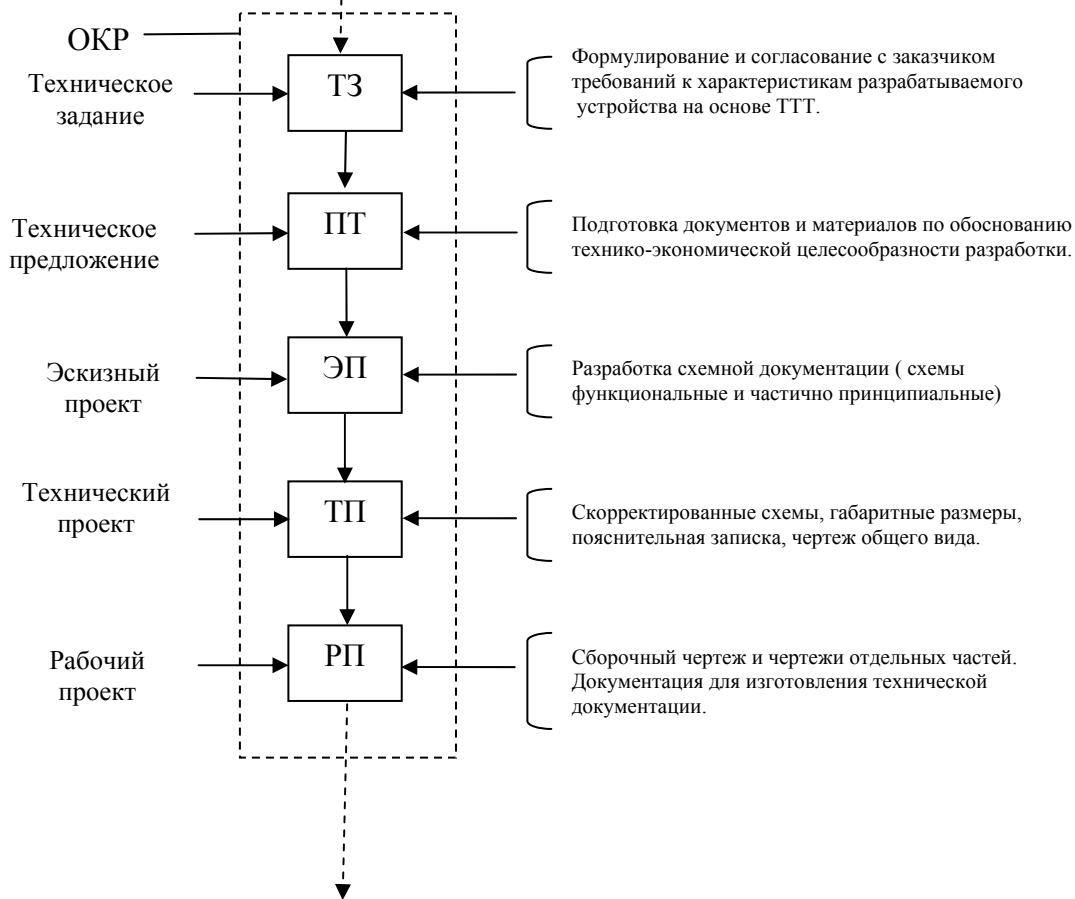 ОКР
Техническое
задание
ТЗ
Формулирование и согласование с заказчиком
требований к характеристикам разрабатываемого
устройства на основе ТТТ.
Техническое
предложение
ПТ
Подготовка документов и материалов по обоснованию
технико-экономической целесообразности разработки.
Эскизный
проект
ЭП
Разработка схемной документации ( схемы
функциональные и частично принципиальные)
Технический
проект
ТП
Скорректированные схемы, габаритные размеры,
пояснительная записка, чертеж общего вида.
Рабочий
проект
РП
Сборочный чертеж и чертежи отдельных частей.
Документация для изготовления технической
документации.